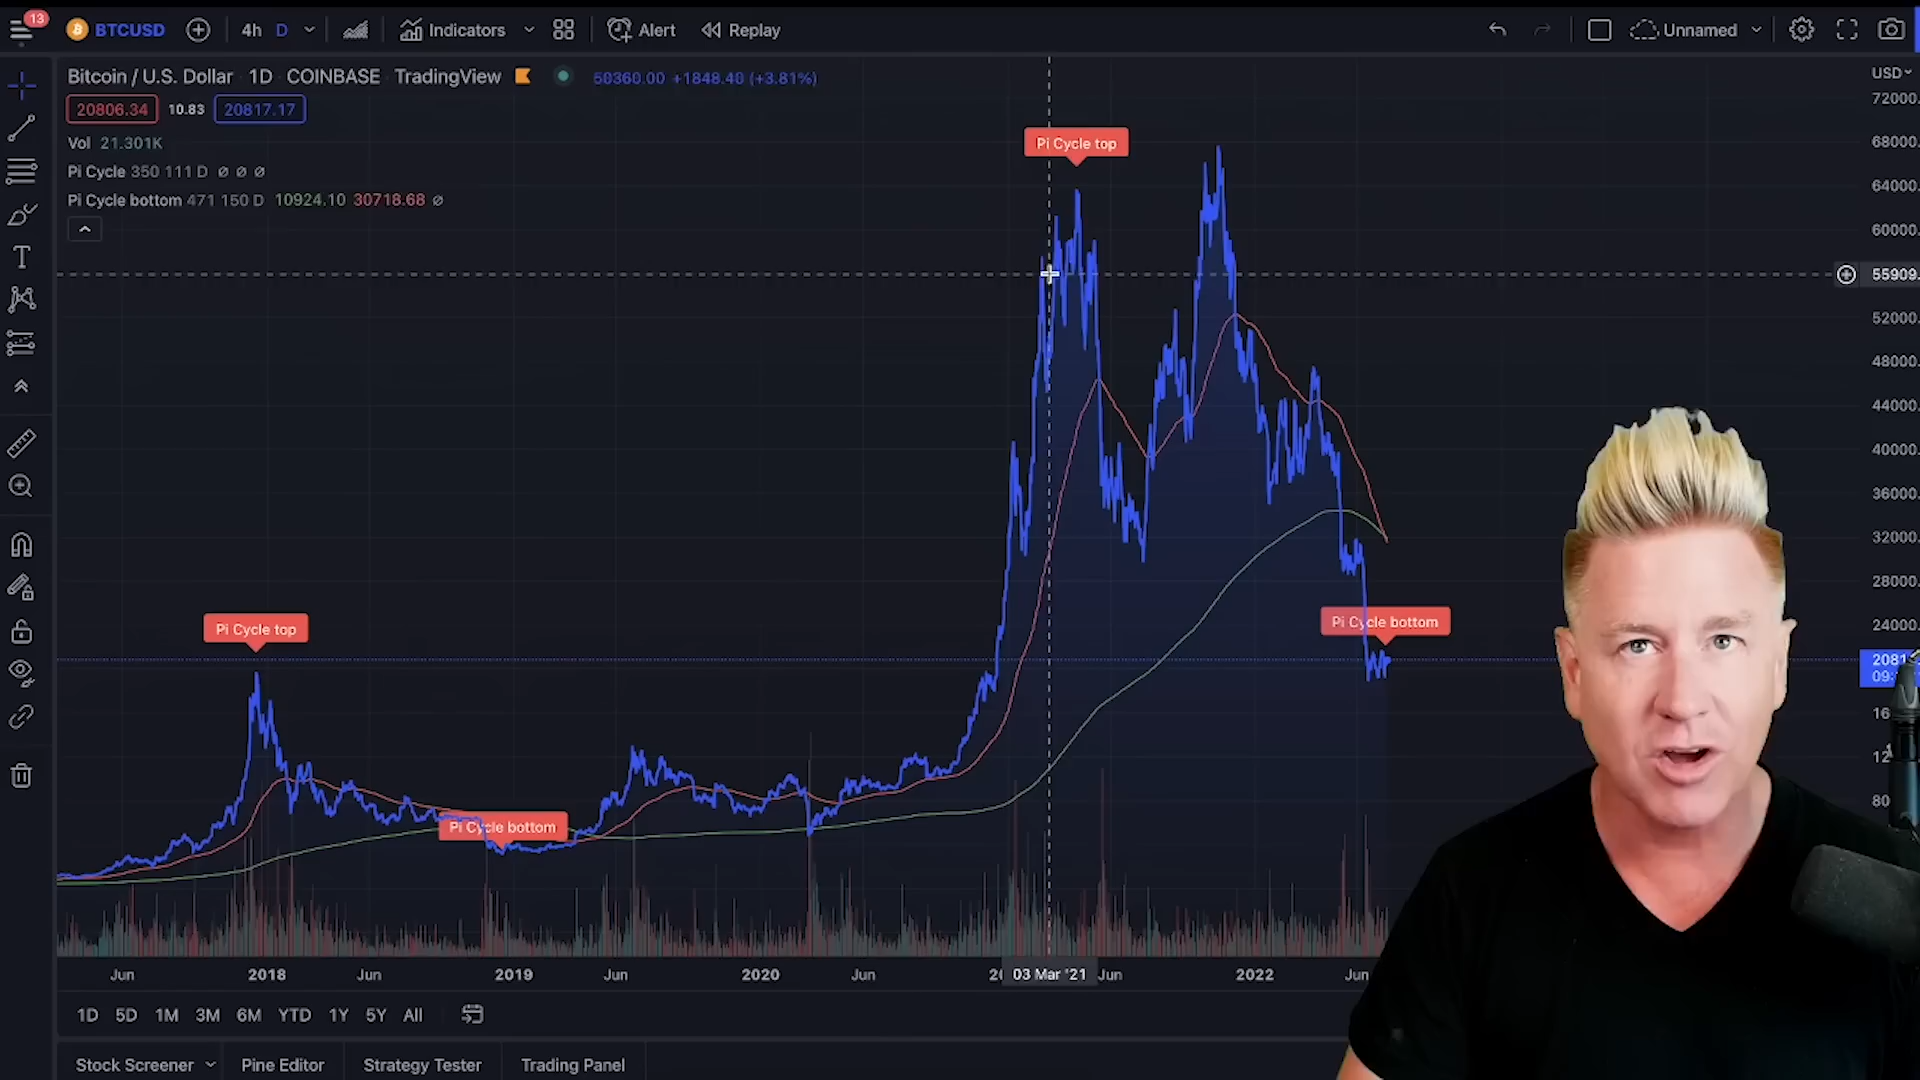 13
BTCUSD 4h D Indicators Alert Replay Unnamed
Bitcoin / U.S. Dollar 1D COINBASE TradingView 50360.00 +1848.40 (+3.81%)
USD
20806.34 10.83 20817.17
Vol 21.301K
Pi Cycle 350 111 D ∅ ∅ ∅
Pi Cycle bottom 471 150 D 10924.10 30718.68 ∅
72000.
68000.
64000.
60000.
55909.
52000.
48000.
44000.
40000.
36000.
32000.
28000.
24000.
2081
09:
16
12
80
Pi Cycle top
Pi Cycle top
Pi Cycle bottom
Pi Cycle bottom
Jun 2018 Jun 2019 Jun 2020 Jun 20 03 Mar '21 Jun 2022 Jun
1D 5D 1M 3M 6M YTD 1Y 5Y All
Stock Screener Pine Editor Strategy Tester Trading Panel